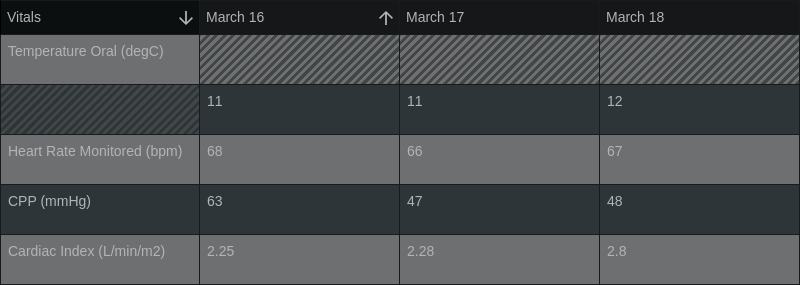 Vitals March 16 March 17 March 18
Temperature Oral (degC)
11 11 12
Heart Rate Monitored (bpm) 68 66 67
CPP (mmHg) 63 47 48
Cardiac Index (L/min/m2) 2.25 2.28 2.8